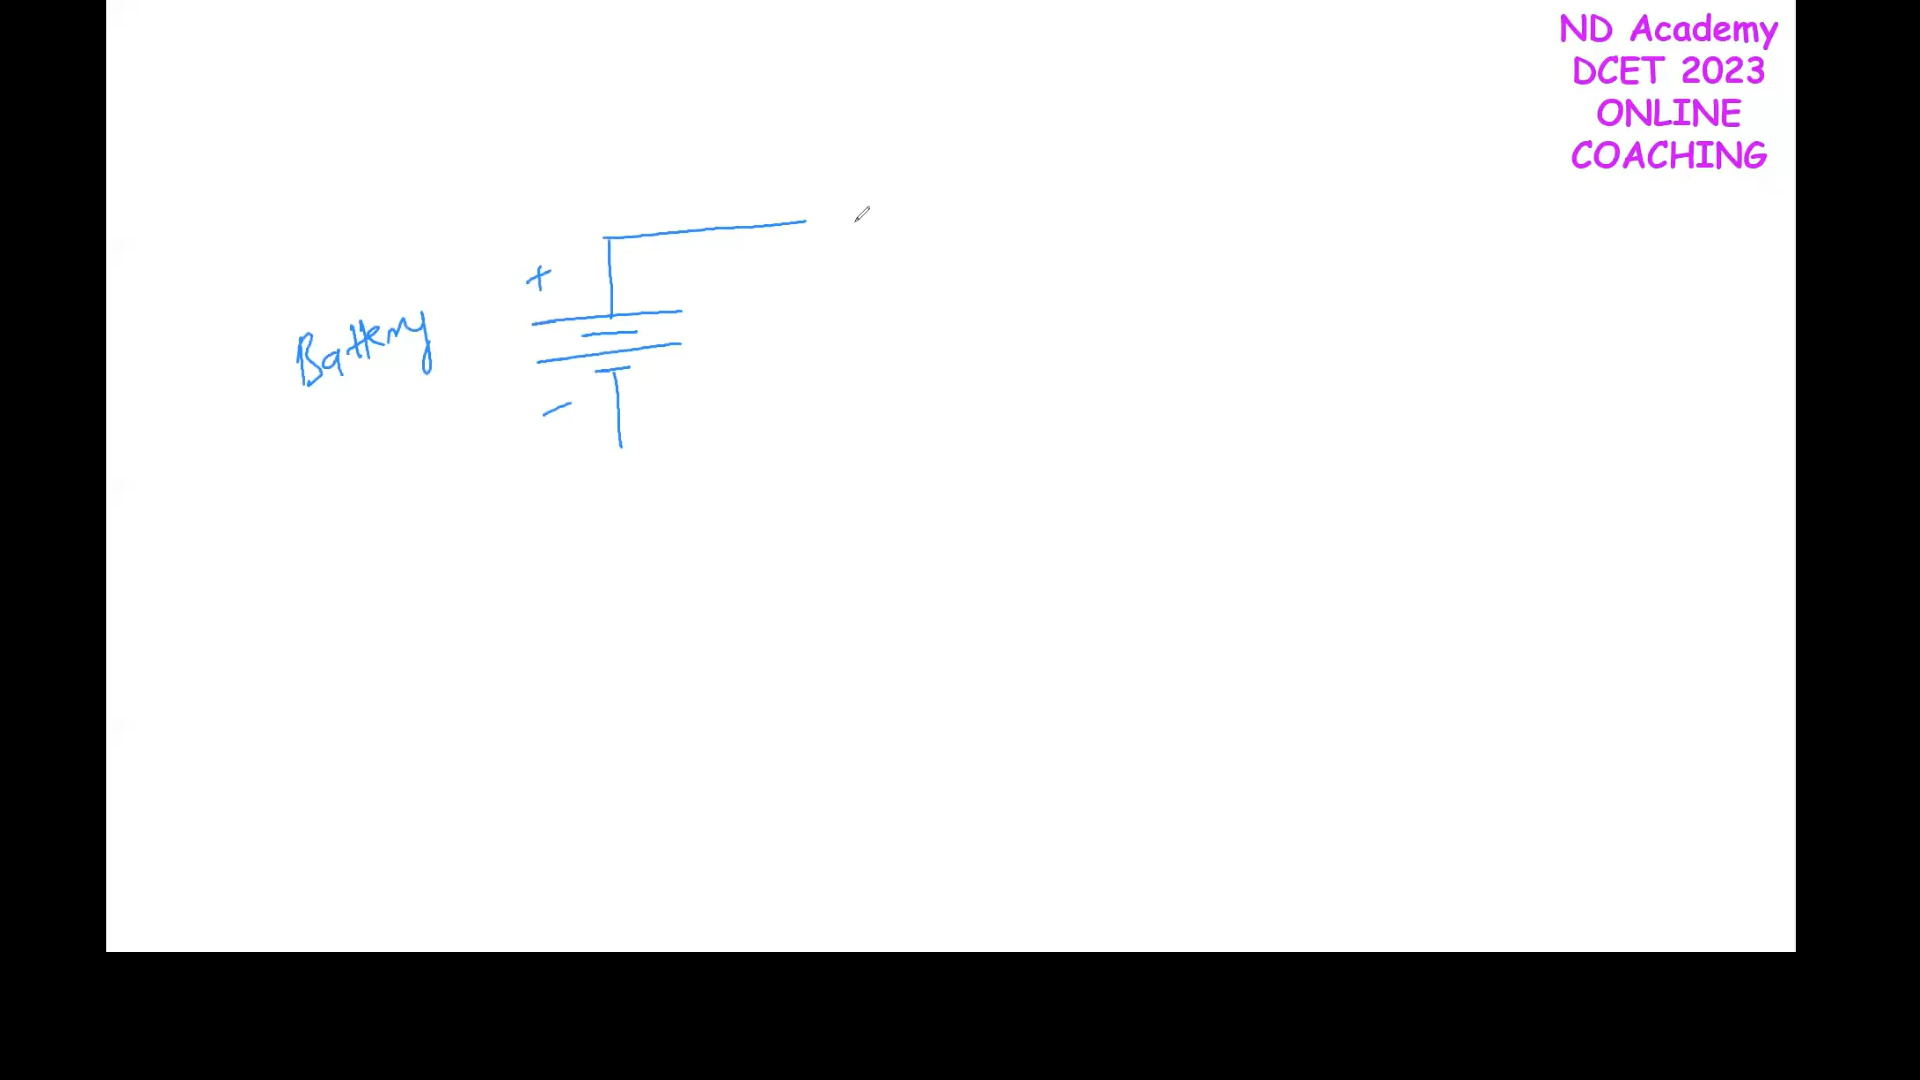 ND Academy
DCET 2023
ONLINE
COACHING
+
Battery
-